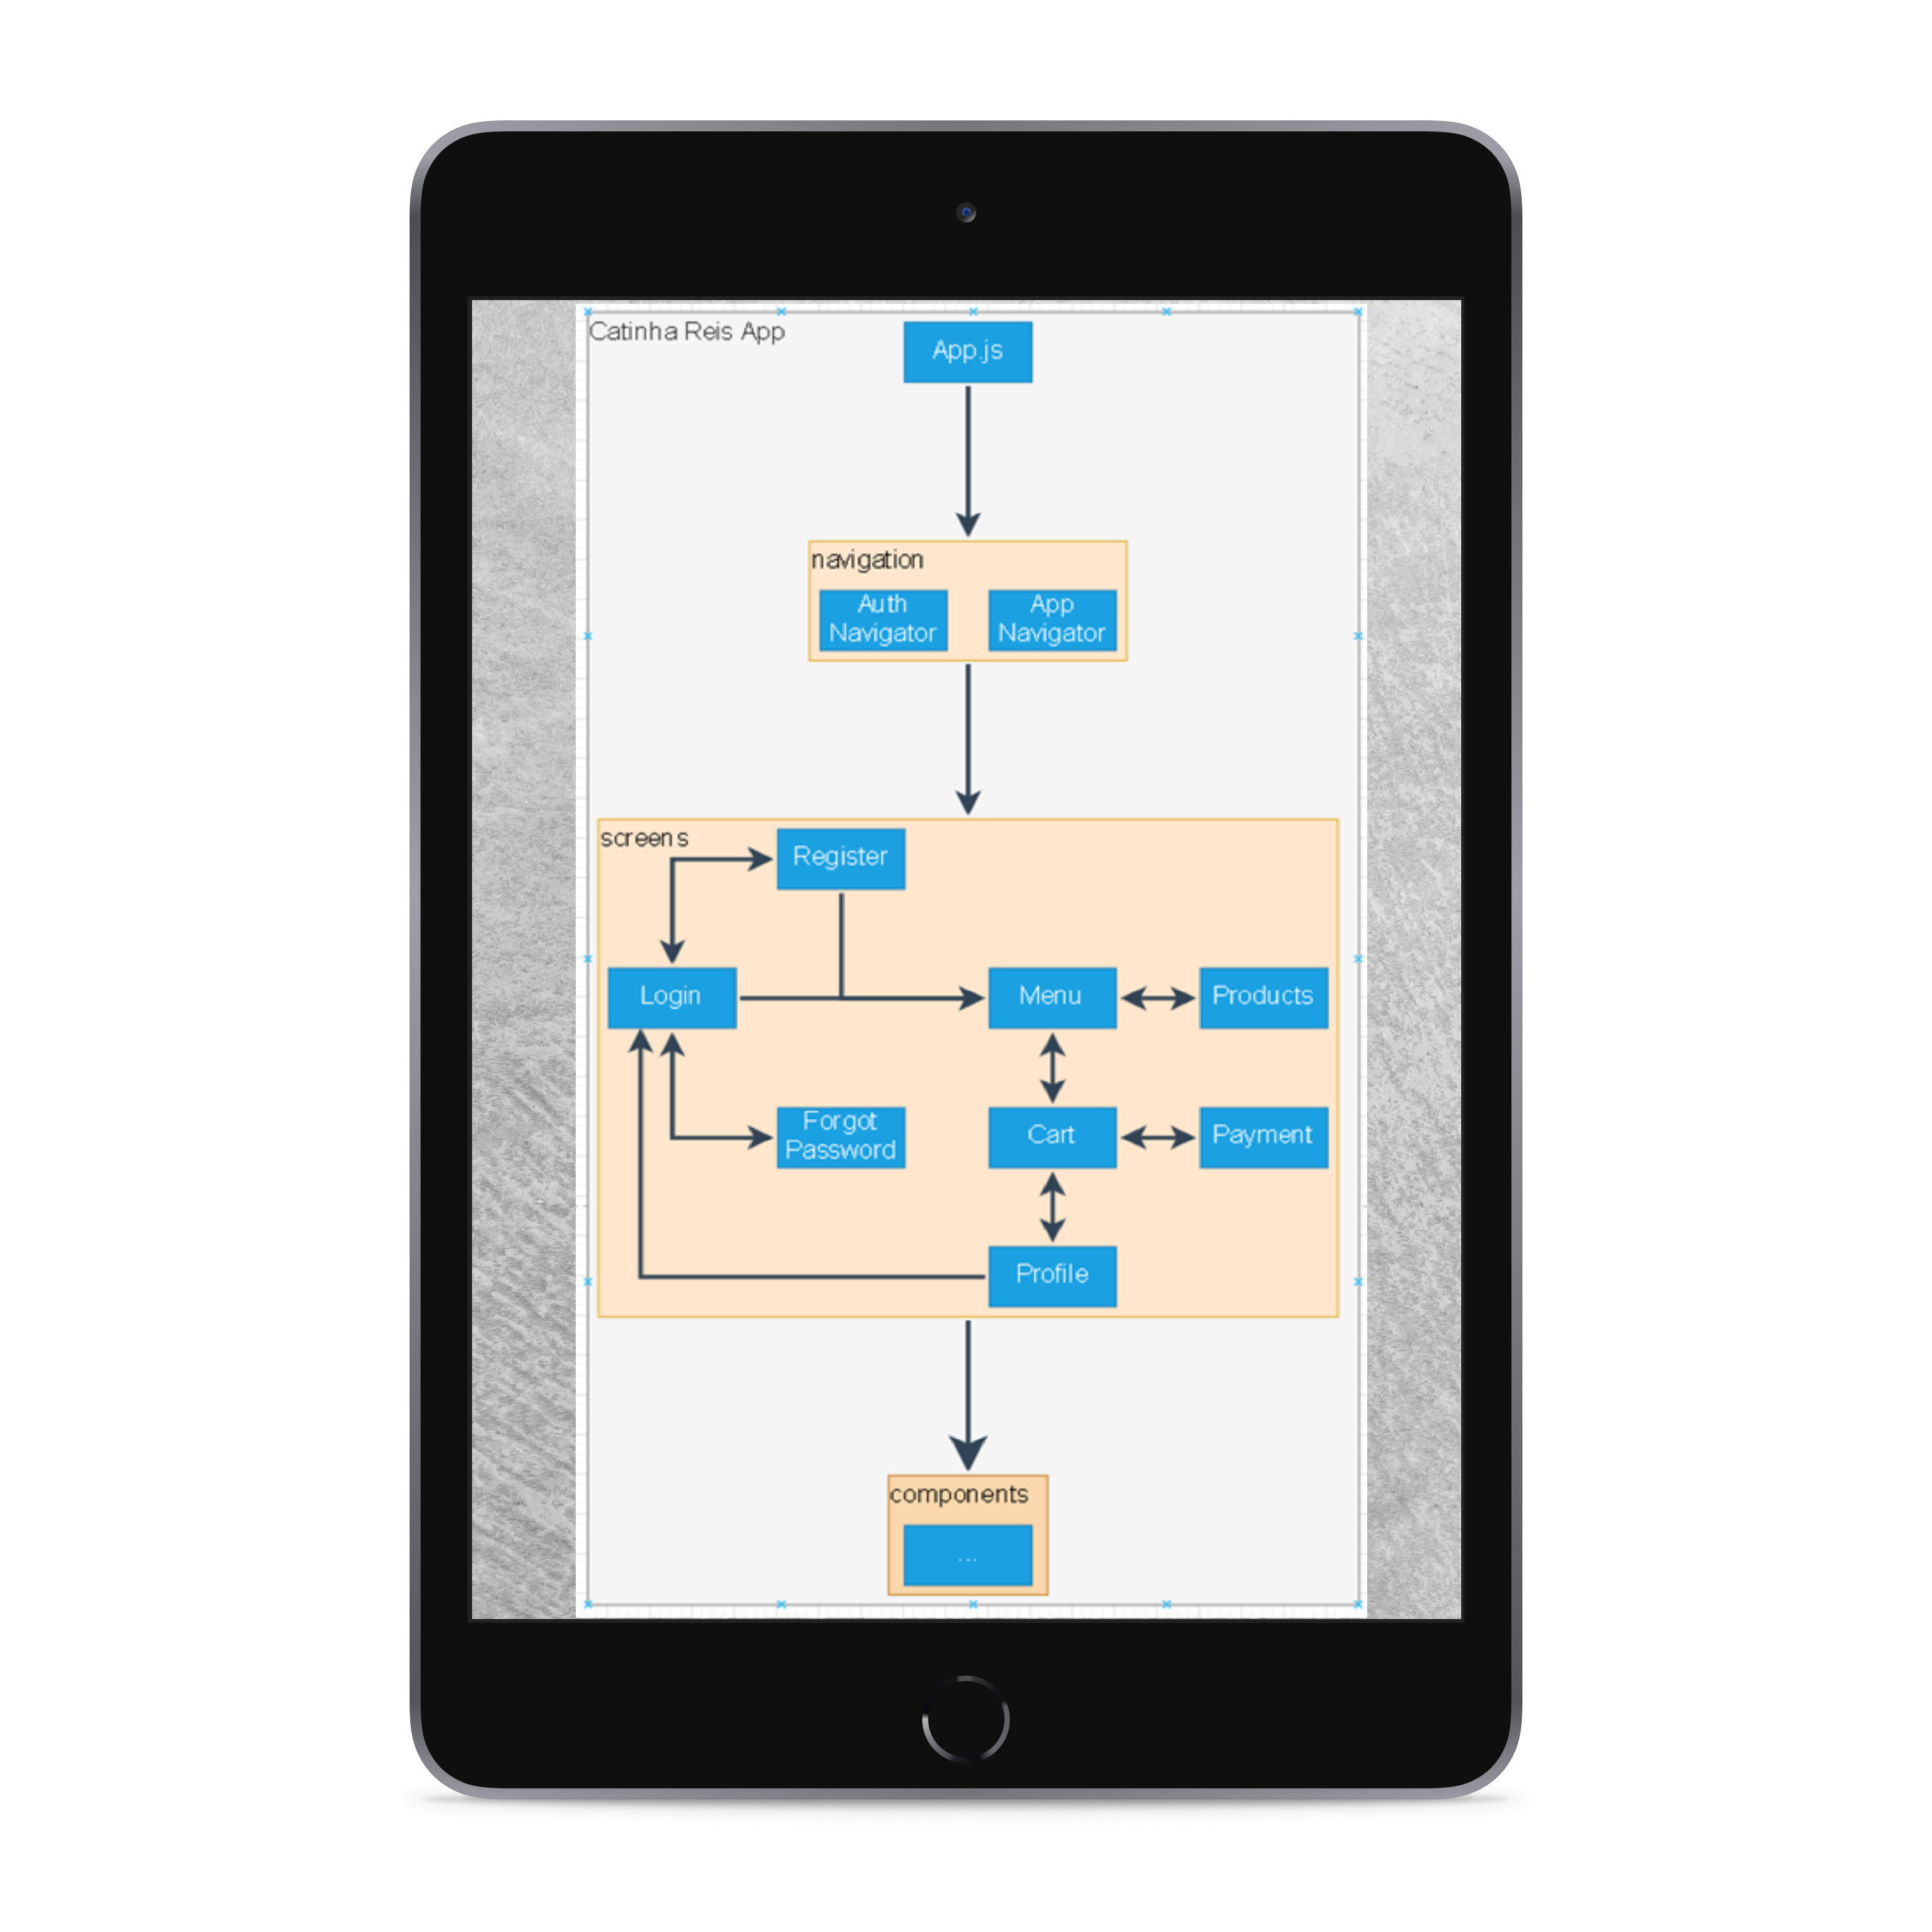 Catinha Reis App
App.js
navigation
Auth
Navigator
App
Navigator
screens
Register
Login
Menu
Products
Forgot
Password
Cart
Payment
Profile
components
...